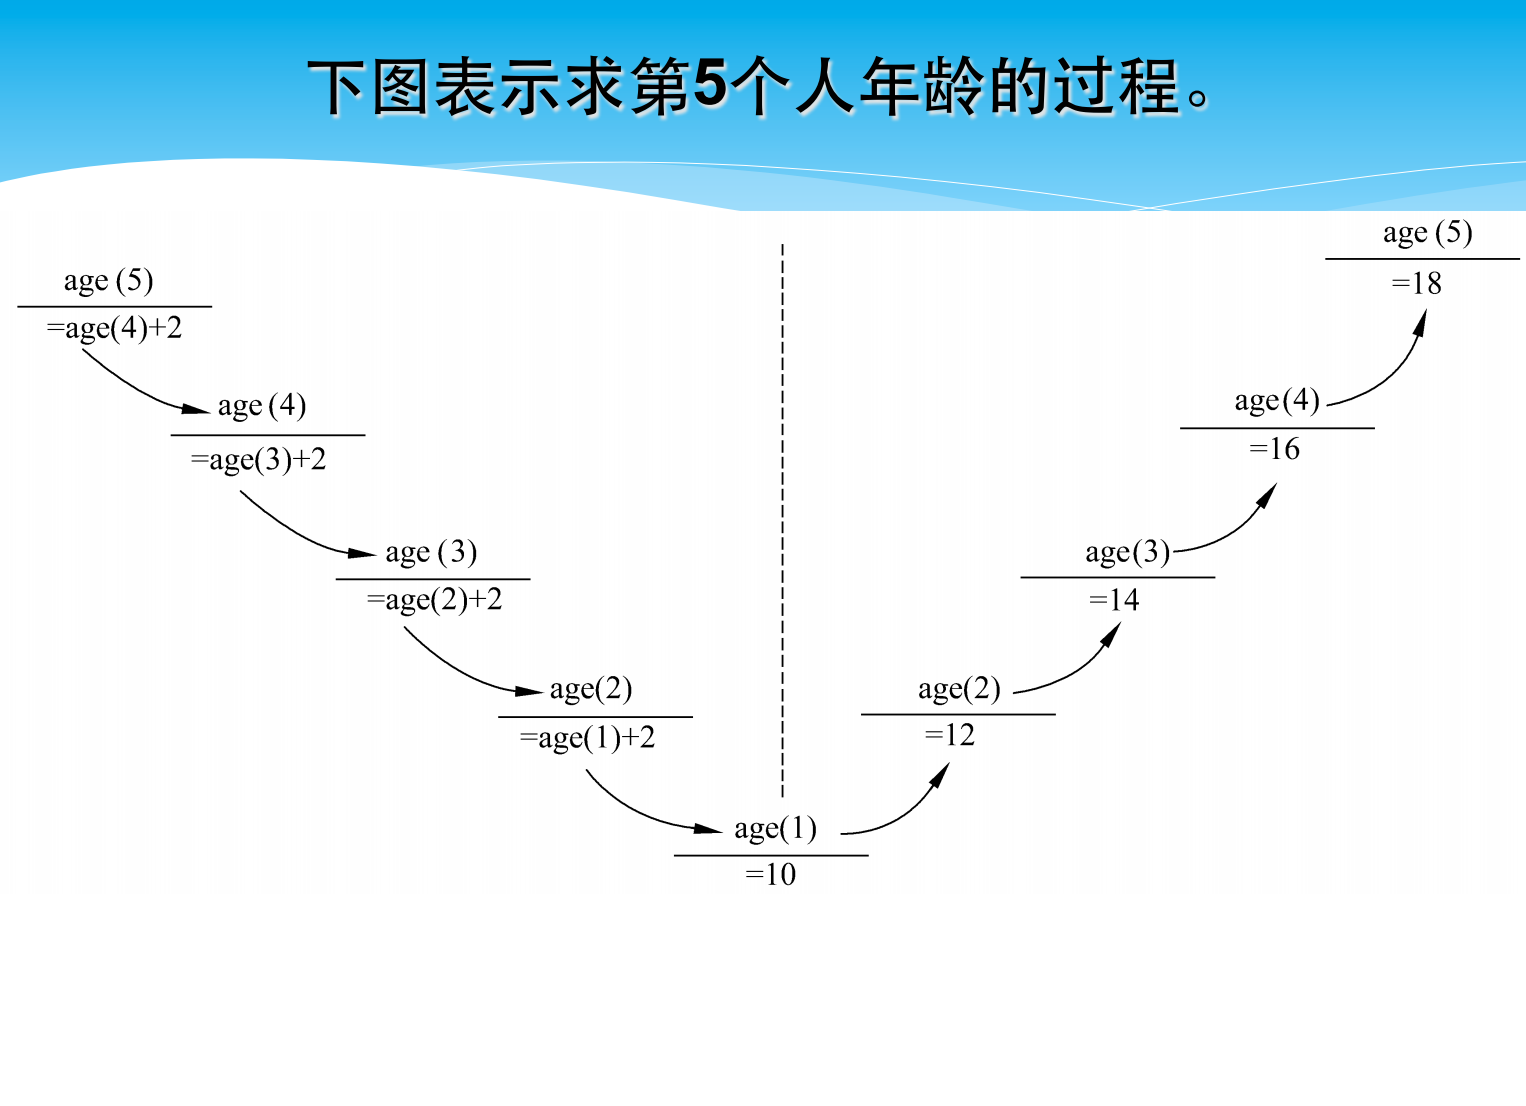 下图表示求第5个人年龄的过程。
age (5)
=age(4)+2
age (4)
=age(3)+2
age (3)
=age(2)+2
age(2)
=age(1)+2
age(1)
=10
age(2)
=12
age(3)
=14
age(4)
=16
age (5)
=18